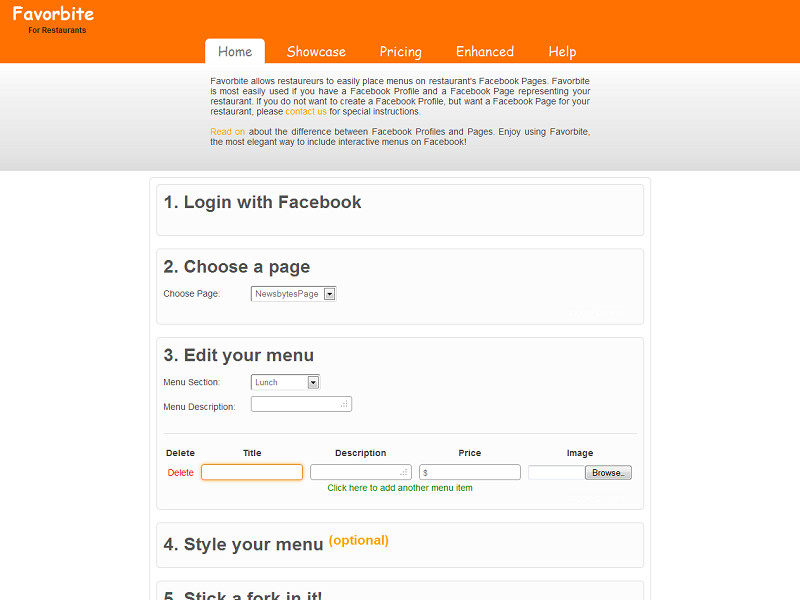 Favorbite
For Restaurants
Home Showcase Pricing Enhanced Help
Favorbite allows restaureurs to easily place menus on restaurant's Facebook Pages. Favorbite
is most easily used if you have a Facebook Profile and a Facebook Page representing your
restaurant. If you do not want to create a Facebook Profile, but want a Facebook Page for your
restaurant, please contact us for special instructions.
Read on about the difference between Facebook Profiles and Pages. Enjoy using Favorbite,
the most elegant way to include interactive menus on Facebook!
1. Login with Facebook
2. Choose a page
Choose Page: NewsbytesPage
3. Edit your menu
Menu Section: Lunch
Menu Description:
Delete Title Description Price Image
Delete $ Browse..
Click here to add another menu item
4. Style your menu (optional)
5. Stick a fork in it!